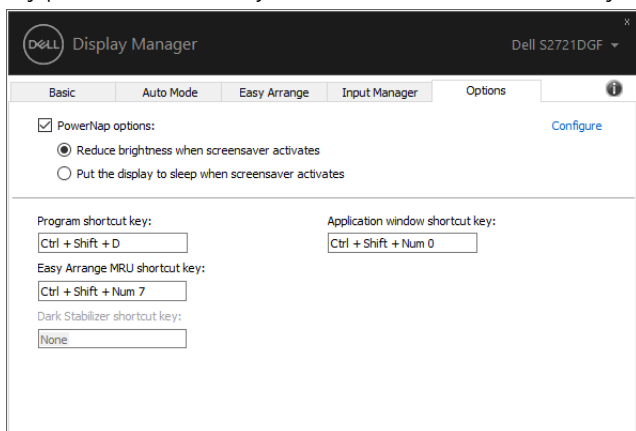 x
DELL Display Manager Dell S2721DGF
Basic Auto Mode Easy Arrange Input Manager Options
PowerNap options: Configure
Reduce brightness when screensaver activates
Put the display to sleep when screensaver activates
Program shortcut key: Application window shortcut key:
Ctrl + Shift + D Ctrl + Shift + Num 0
Easy Arrange MRU shortcut key:
Ctrl + Shift + Num 7
Dark Stabilizer shortcut key:
None